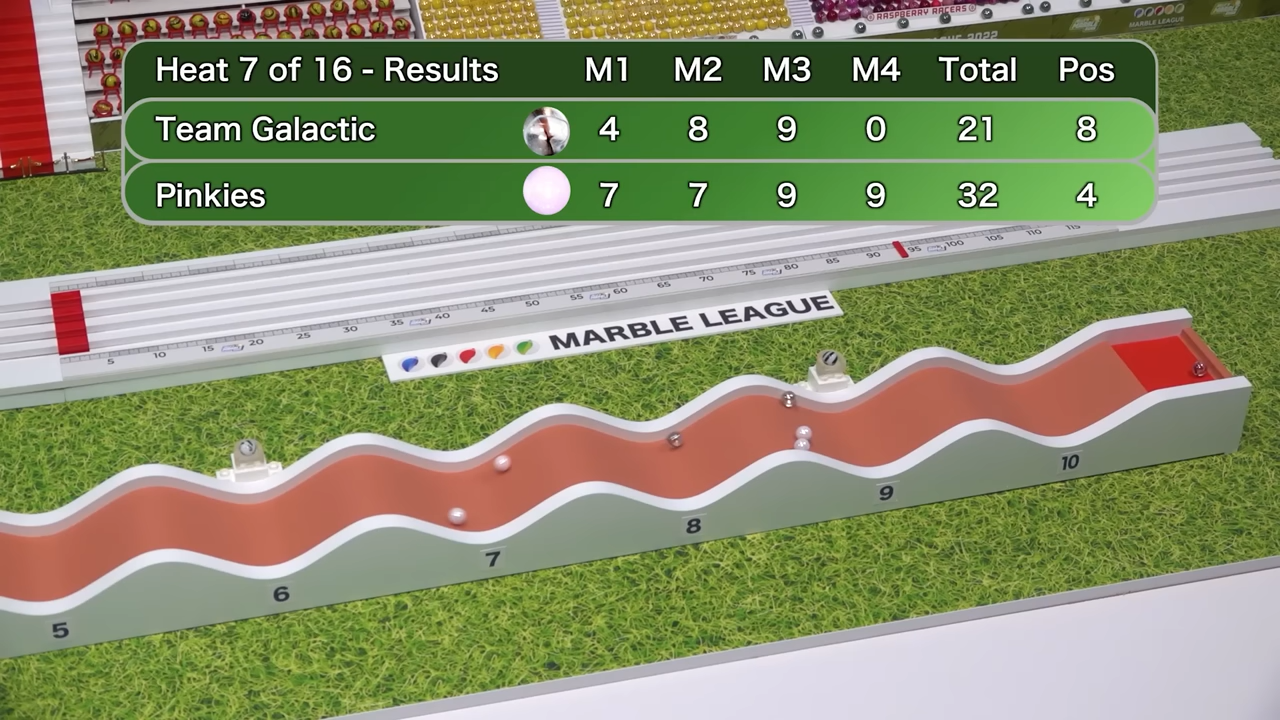 RASPBERRY RACERS
MARBLE LEAGUE
LEAGUE 2022
Heat 7 of 16 - Results M1 M2 M3 M4 Total Pos
Team Galactic 4 8 9 0 21 8
Pinkies 7 7 9 9 32 4
5 10 15 20 25 30 35 40 45 50 55 60 65 70 75 80 85 90 95 100 105 110 115
MARBLE LEAGUE
5 6 7 8 9 10